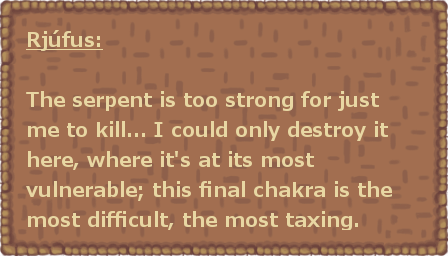 Rjúfus:
The serpent is too strong for just
me to kill... I could only destroy it
here, where it's at its most
vulnerable; this final chakra is the
most difficult, the most taxing.